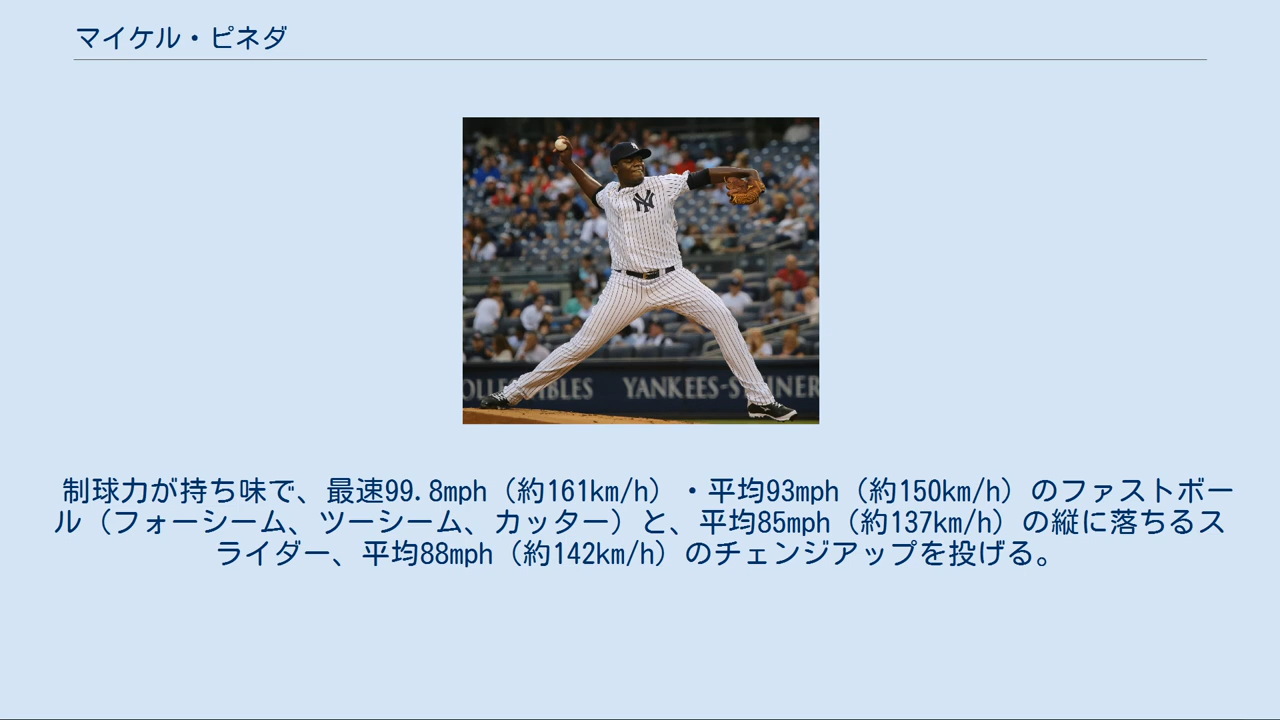 マイケル・ピネダ
NY
YANKEES-S
制球力が持ち味で、最速99.8mph（約161km/h）・平均93mph（約150km/h）のファストボー
ル（フォーシーム、ツーシーム、カッター）と、平均85mph（約137km/h）の縦に落ちるス
ライダー、平均88mph（約142km/h）のチェンジアップを投げる。